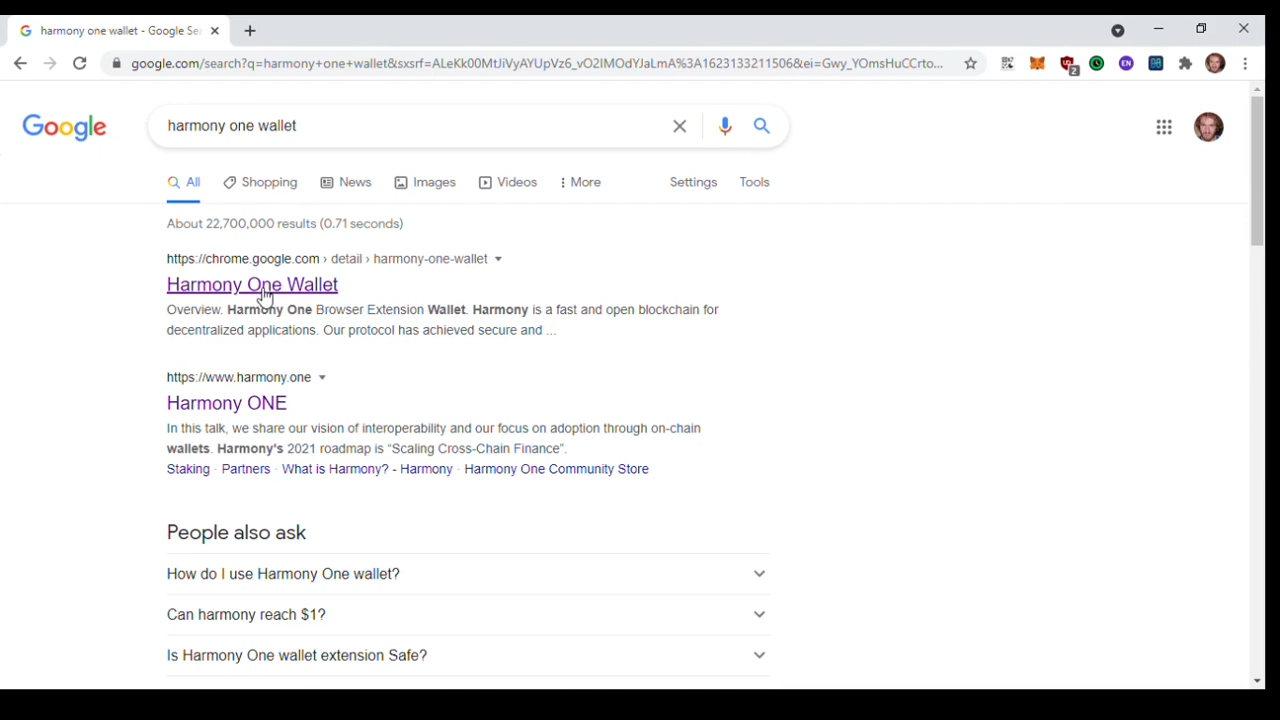 harmony one wallet - Google Se
google.com/search?q=harmony+one+wallet&sxsrf=ALeKk00MtJiVyAYUpVz6_vO2IMOdYJaLmA%3A1623133211506&ei=Gwy_YOmsHuCCrto...
2
EN
Google
harmony one wallet
All Shopping News Images Videos More Settings Tools
About 22,700,000 results (0.71 seconds)
https://chrome.google.com › detail › harmony-one-wallet
Harmony One Wallet
Overview. Harmony One Browser Extension Wallet. Harmony is a fast and open blockchain for
decentralized applications. Our protocol has achieved secure and ...
https://www.harmony.one
Harmony ONE
In this talk, we share our vision of interoperability and our focus on adoption through on-chain
wallets. Harmony's 2021 roadmap is “Scaling Cross-Chain Finance”.
Staking · Partners · What is Harmony? - Harmony · Harmony One Community Store
People also ask
How do I use Harmony One wallet?
Can harmony reach $1?
Is Harmony One wallet extension Safe?